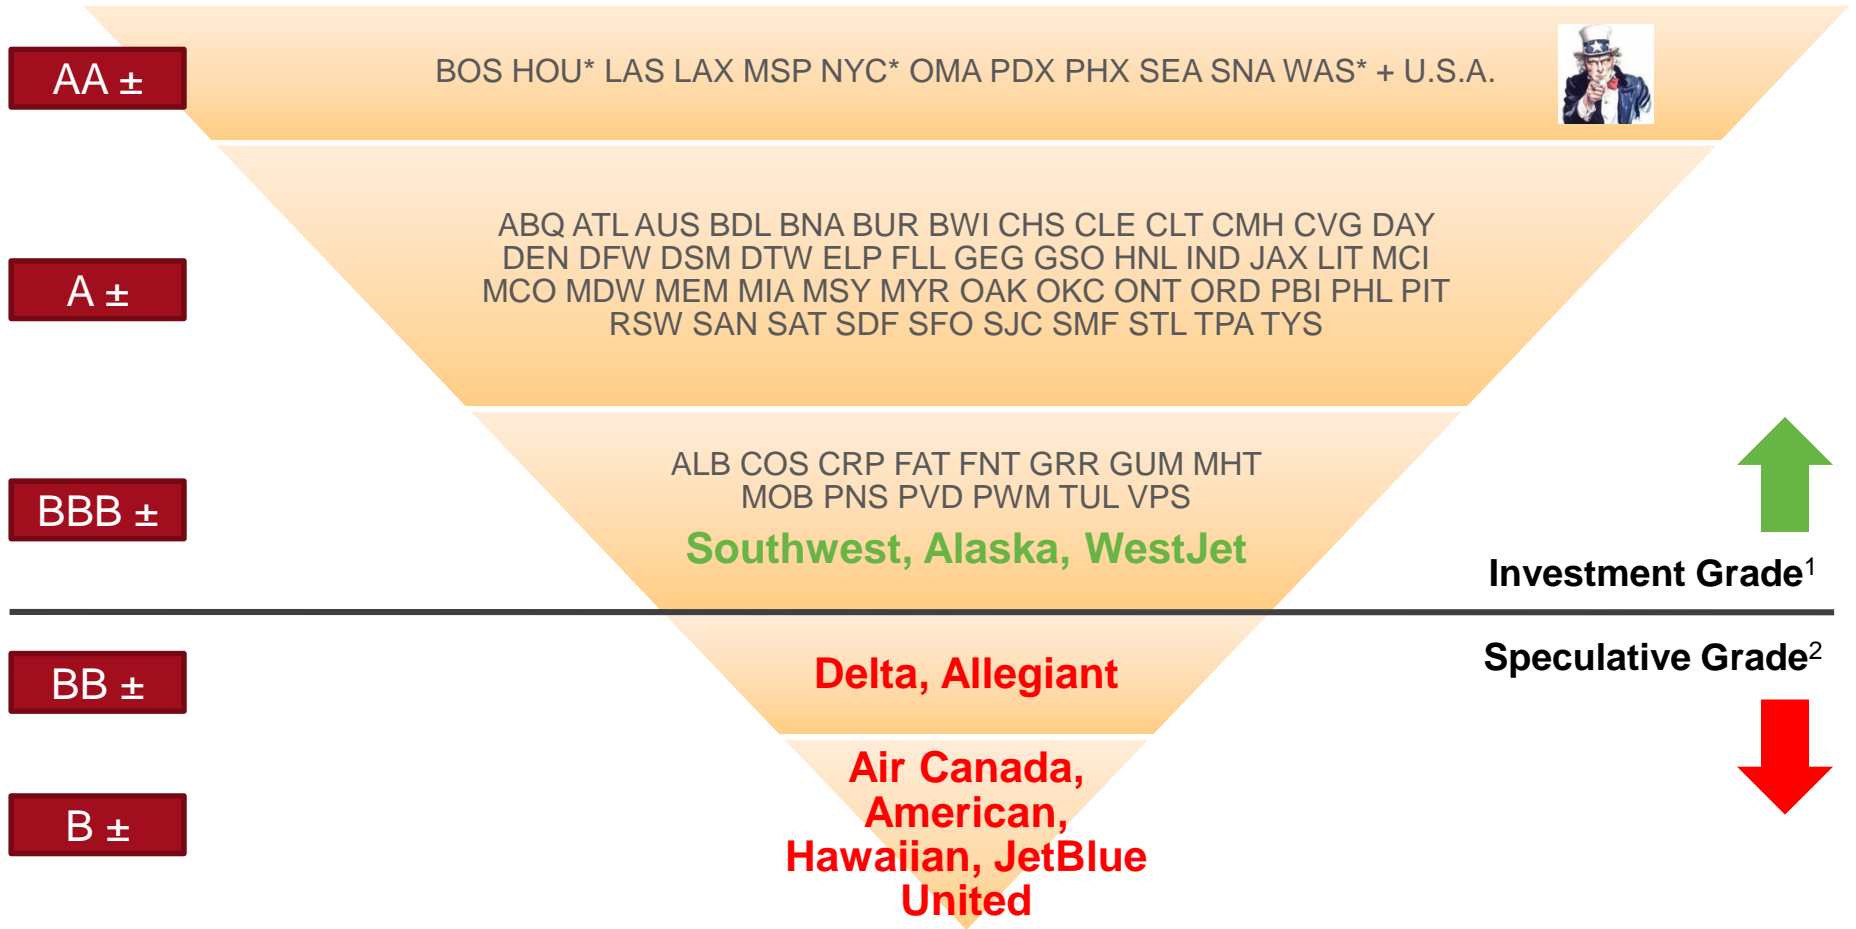 AA ±
BOS HOU* LAS LAX MSP NYC* OMA PDX PHX SEA SNA WAS* + U.S.A.
A ±
ABQ ATL AUS BDL BNA BUR BWI CHS CLE CLT CMH CVG DAY
DEN DFW DSM DTW ELP FLL GEG GSO HNL IND JAX LIT MCI
MCO MDW MEM MIA MSY MYR OAK OKC ONT ORD PBI PHL PIT
RSW SAN SAT SDF SFO SJC SMF STL TPA TYS
BBB ±
ALB COS CRP FAT FNT GRR GUM MHT
MOB PNS PVD PWM TUL VPS
Southwest, Alaska, WestJet
Investment Grade1
Speculative Grade2
BB ±
Delta, Allegiant
B ±
Air Canada,
American,
Hawaiian, JetBlue
United